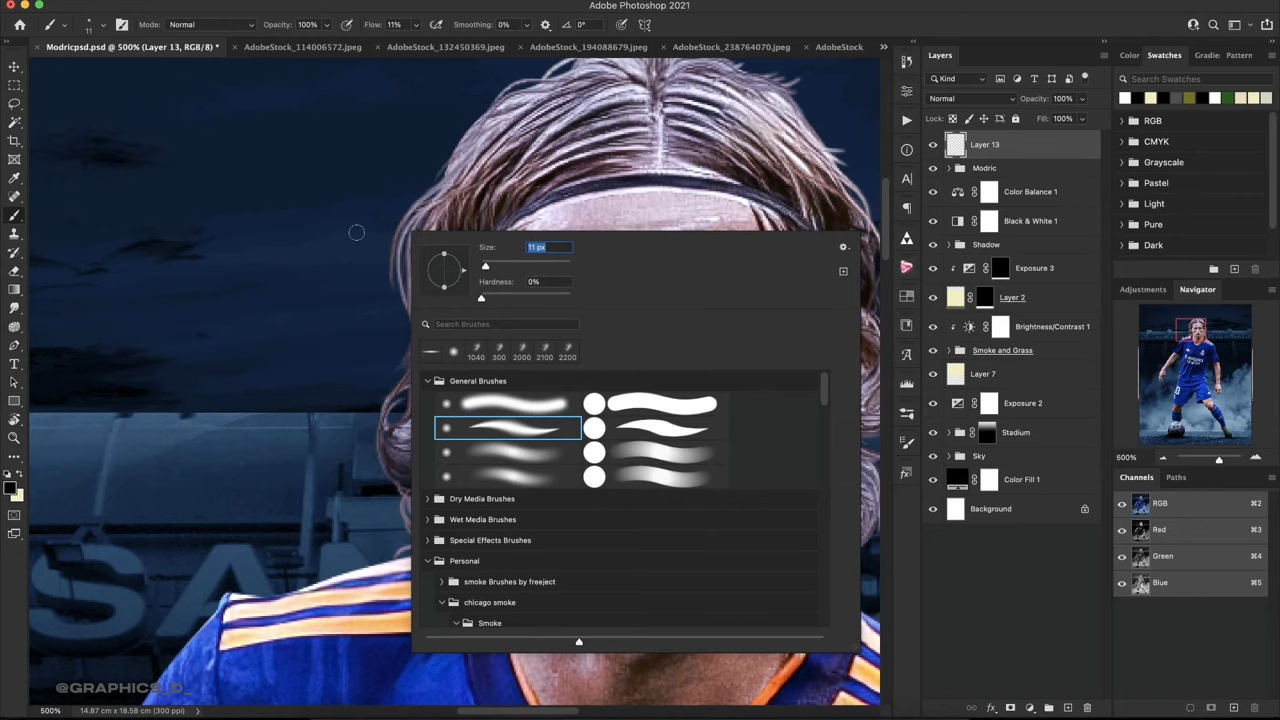 Adobe Photoshop 2021
11
Mode: Normal
Opacity: 100%
Flow: 11%
Smoothing: 0%
0°
Modricpsd.psd @ 500% (Layer 13, RGB/8) *
AdobeStock_114006572.jpeg
AdobeStock_132450369.jpeg
AdobeStock_194088679.jpeg
AdobeStock_238764070.jpeg
AdobeStock
Size: 11 px
Hardness: 0%
Search Brushes
1040 300 2000 2100 2200
General Brushes
Dry Media Brushes
Wet Media Brushes
Special Effects Brushes
Personal
smoke Brushes by freeject
chicago smoke
Smoke
SA
@GRAPHICS_D_
500% 14.87 cm x 18.58 cm (300 ppi)
Layers
Kind
Normal Opacity: 100%
Lock: Fill: 100%
Layer 13
Modric
Color Balance 1
Black & White 1
Shadow
Exposure 3
Layer 2
Brightness/Contrast 1
Smoke and Grass
Layer 7
Exposure 2
Stadium
Sky
Color Fill 1
Background
Color Swatches Gradie Pattern
Search Swatches
RGB
CMYK
Grayscale
Pastel
Light
Pure
Dark
Adjustments Navigator
500%
Channels Paths
RGB ⌘2
Red ⌘3
Green ⌘4
Blue ⌘5